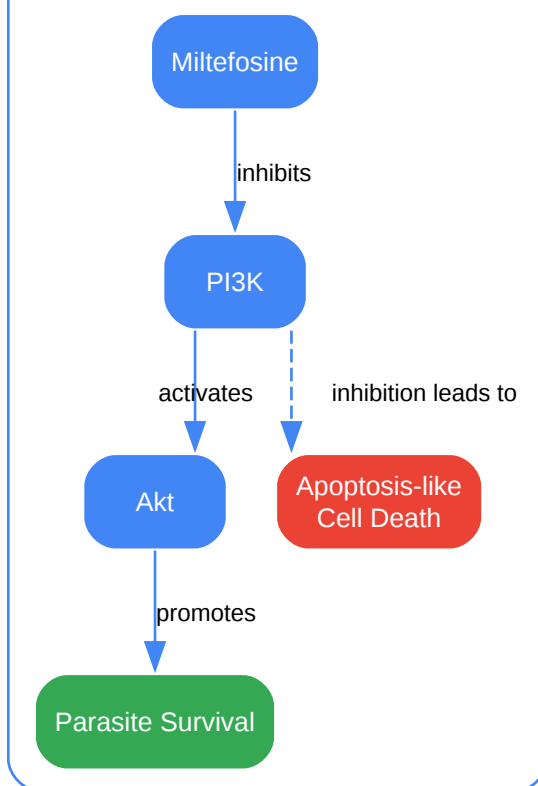 Miltefosine
inhibits
PI3K
activates
inhibition leads to
Akt
Apoptosis-like
Cell Death
promotes
Parasite Survival